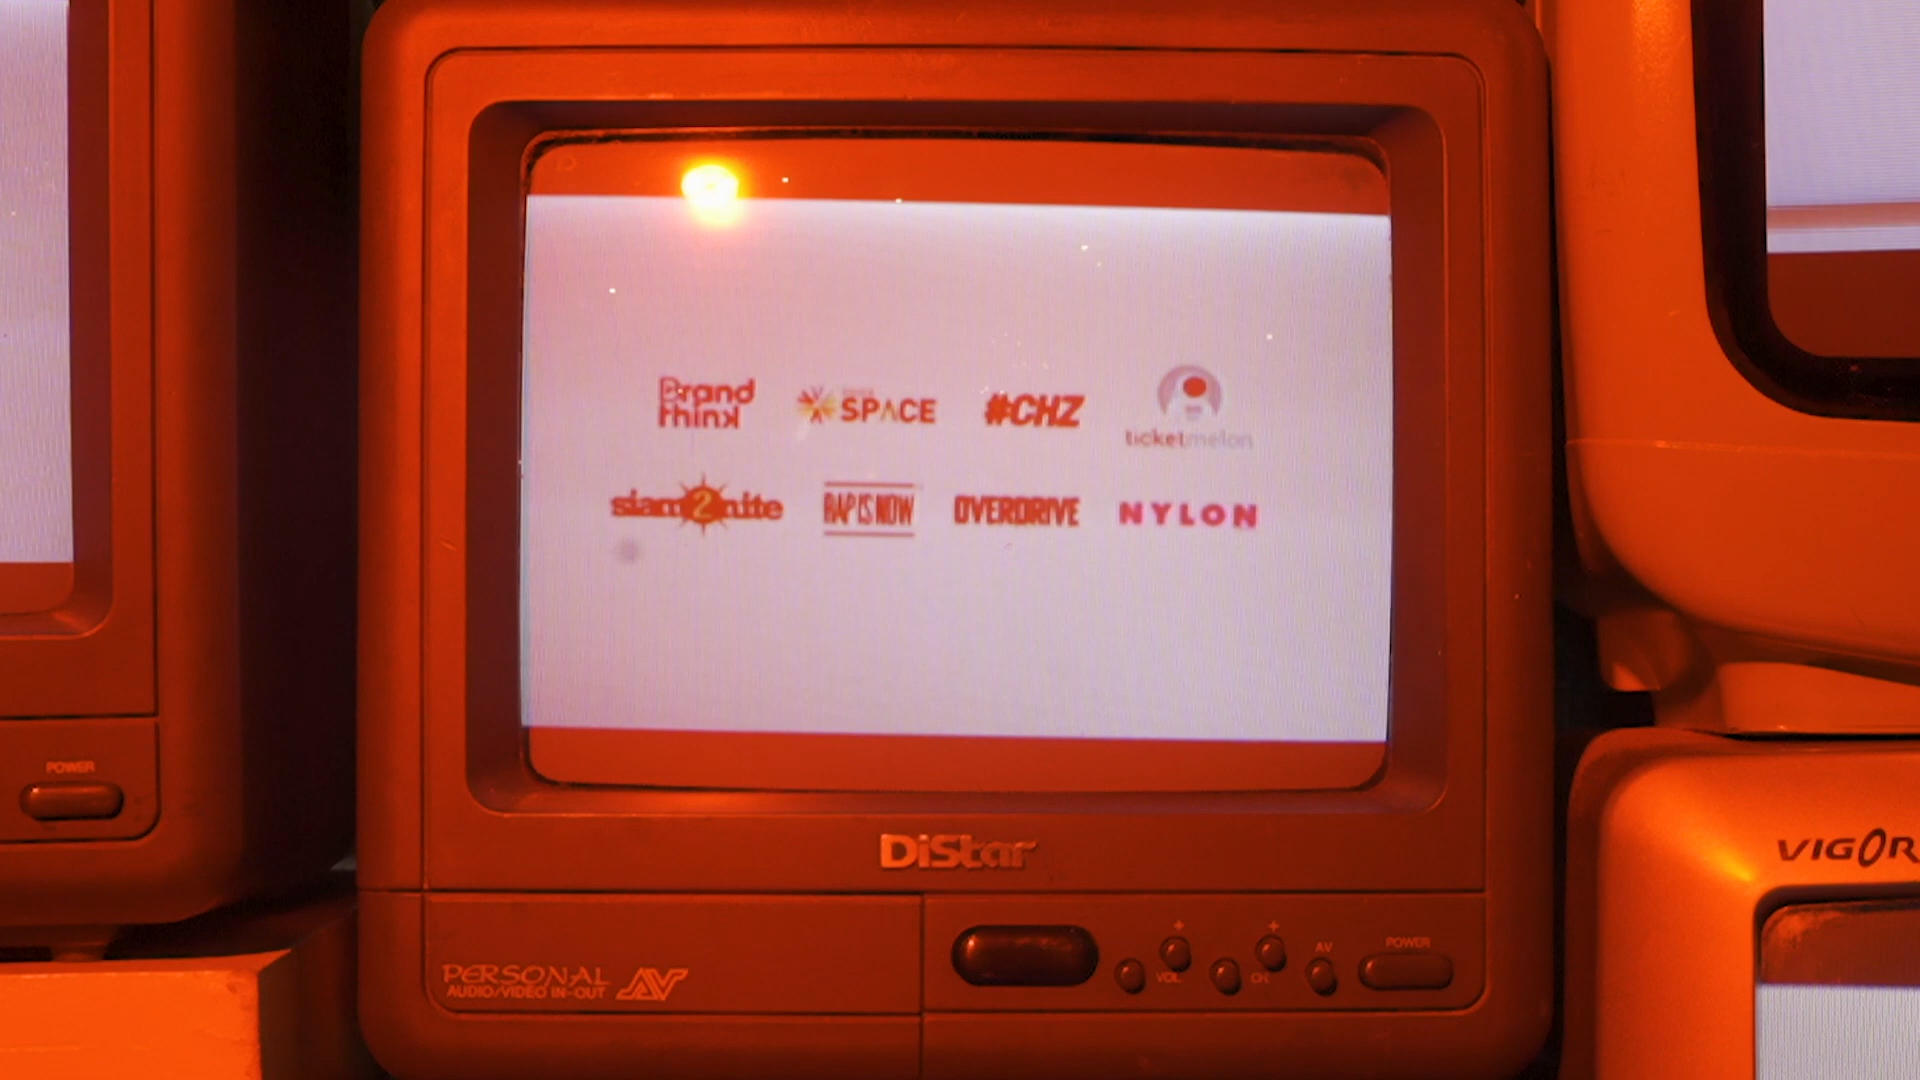 Brand
think
SPACE
#CHZ
ticketmelon
siam2nite
RAP IS NOW
OVERDRIVE
NYLON
POWER
DiStar
VIGOR
PERSONAL AV
AUDIO/VIDEO IN-OUT
+ +
VOL CH
AV
POWER